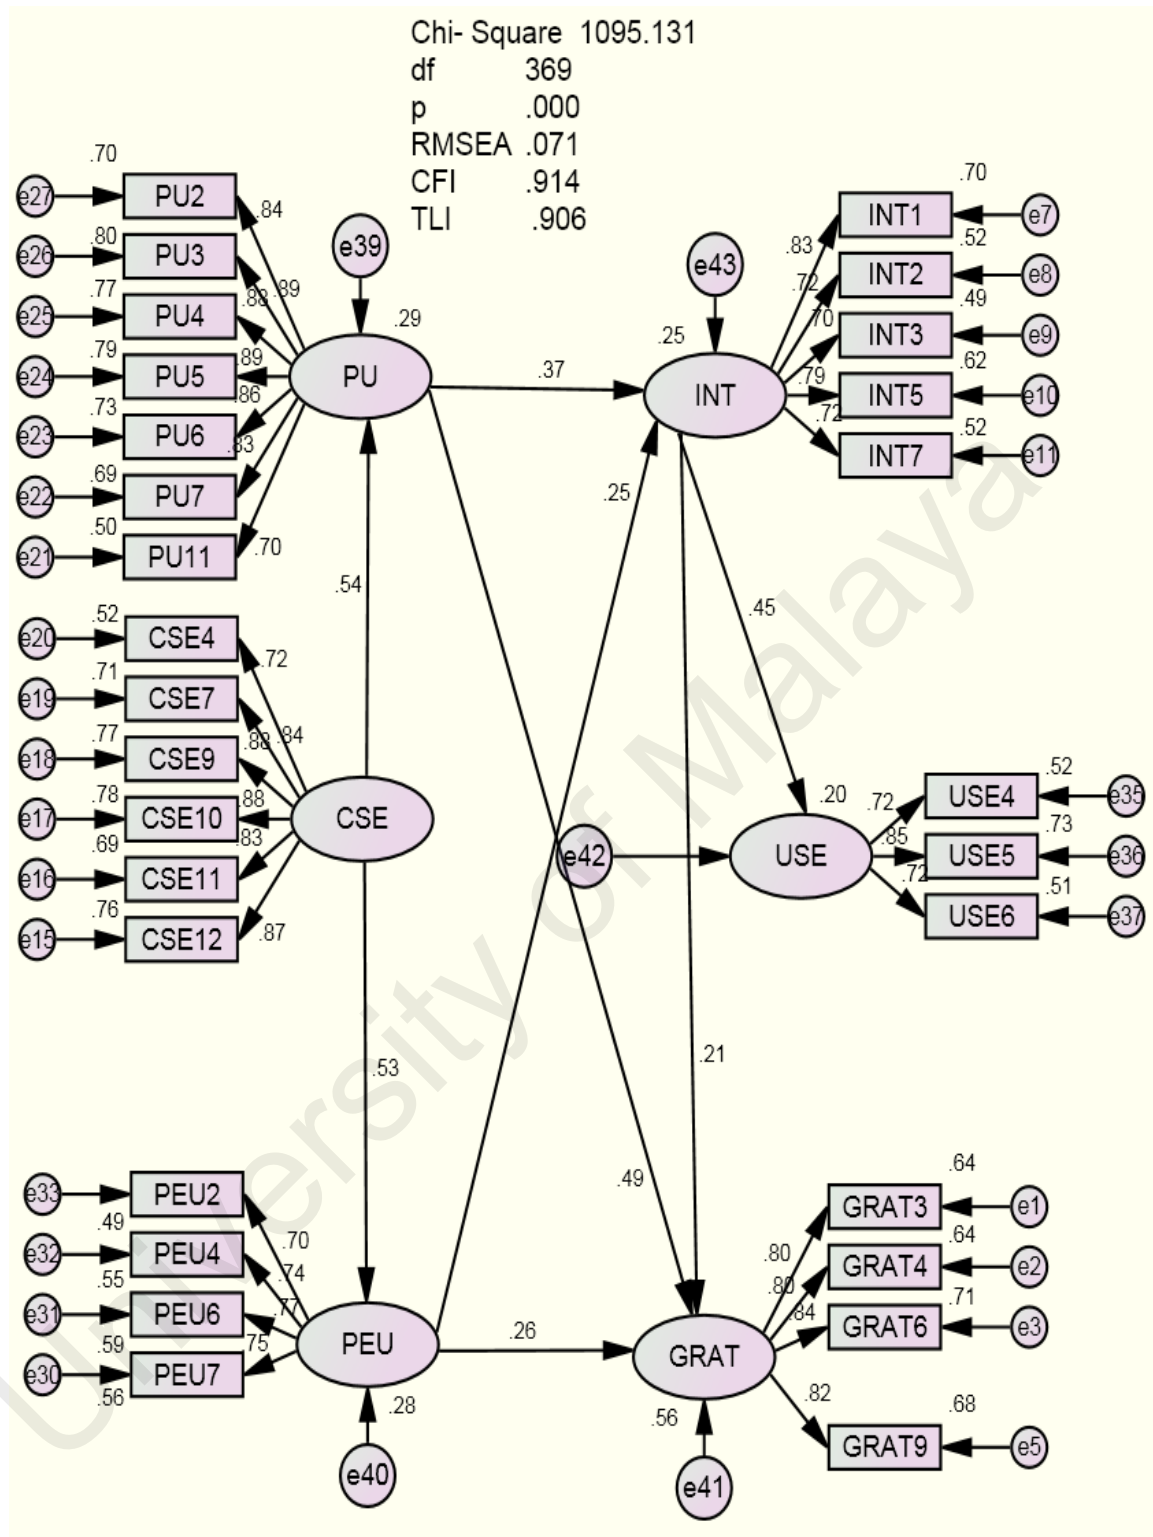 Chi- Square 1095.131
df 369
p .000
RMSEA .071
CFI .914
TLI .906
.70
e27 PU2 .84
.80
e26 PU3 .89
.77
e25 PU4 .88
.79
e24 PU5 .89
.73
e23 PU6 .86
.69
e22 PU7 .83
.50
e21 PU11 .70
e39
.29
PU
.37
e43
.25
INT
.70
.83 INT1 e7
.52
.72 INT2 e8
.49
.70 INT3 e9
.62
.79 INT5 e10
.52
.72 INT7 e11
.25
.54
.45
.52
e20 CSE4 .72
.71
e19 CSE7 .84
.77
e18 CSE9 .88
.78
e17 CSE10 .88
.69
e16 CSE11 .83
.76
e15 CSE12 .87
CSE
e42
.20
USE
.52
.72 USE4 e35
.73
.85 USE5 e36
.51
.72 USE6 e37
.53
.21
.49
e33 PEU2 .70
.49
e32 PEU4 .74
.55
e31 PEU6 .77
.59
e30 PEU7 .75
.56
PEU
.28
e40
.26
GRAT
.56
e41
.64
.80 GRAT3 e1
.64
.80 GRAT4 e2
.71
.84 GRAT6 e3
.68
.82 GRAT9 e5
University of Malaya